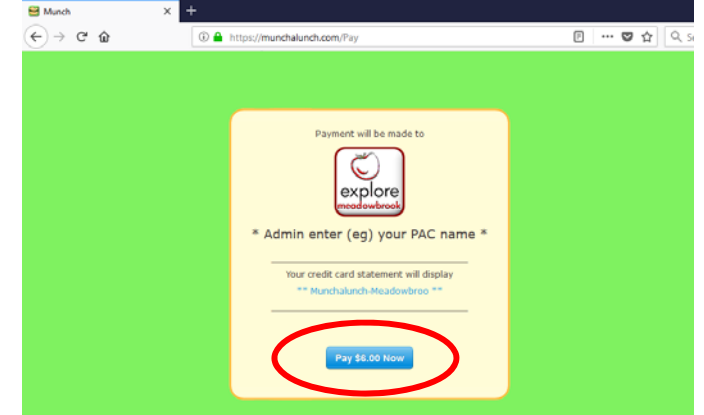 Munch
https://munchalunch.com/Pay
Payment will be made to
explore
meadowbrook
* Admin enter (eg) your PAC name *
Your credit card statement will display
** Munchalunch-Meadowbroo **
Pay $6.00 Now